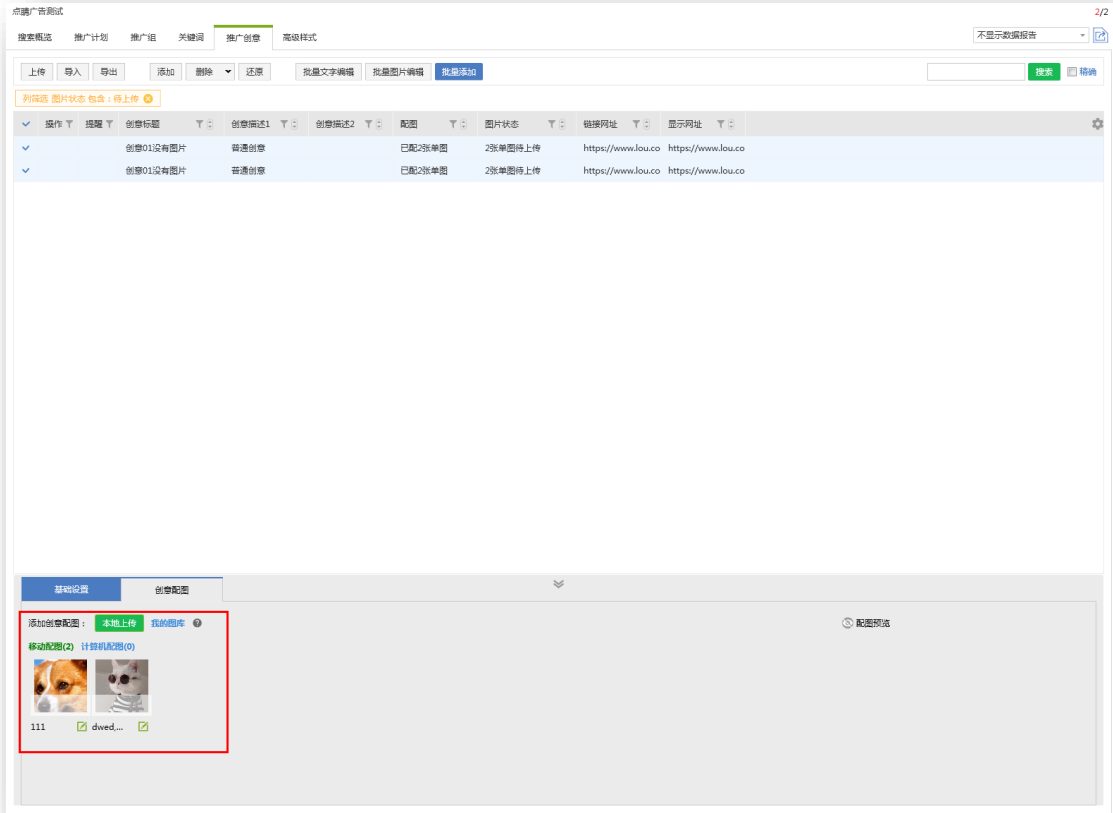 点睛广告测试 2/2
搜索概览 推广计划 推广组 关键词 推广创意 高级样式 不显示数据报告
上传 导入 导出 添加 删除 还原 批量文字编辑 批量图片编辑 批量添加 搜索 精确
列筛选 图片状态 包含：待上传
操作 提醒 创意标题 创意描述1 创意描述2 配图 图片状态 链接网址 显示网址
创意01没有图片 普通创意 已配2张单图 2张单图待上传 https://www.lou.co https://www.lou.co
创意01没有图片 普通创意 已配2张单图 2张单图待上传 https://www.lou.co https://www.lou.co
基础设置 创意配图
添加创意配图： 本地上传 我的图库 配图预览
移动配图(2) 计算机配图(0)
111 dwed,...